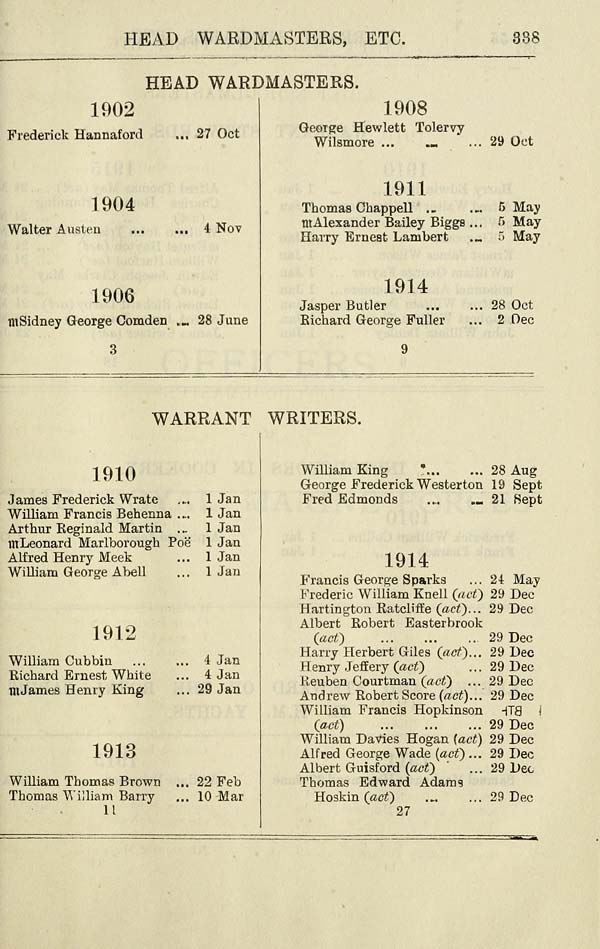 HEAD WARDMASTERS, ETC. 338
HEAD WARDMASTERS.
1902
Frederick Hannaford ... 27 Oct
1904
Walter Austen ... ... 4 Nov
1906
mSidney George Comden ... 28 June
3
1908
George Hewlett Tolervy
Wilsmore ... ... ... 29 Oct
1911
Thomas Chappell .. ... 5 May
mAlexander Bailey Biggs ... 5 May
Harry Ernest Lambert ... 5 May
1914
Jasper Butler ... ... 28 Oct
Richard George Fuller ... 2 Dec
9
WARRANT WRITERS.
1910
James Frederick Wrate ... 1 Jan
William Francis Behenna ... 1 Jan
Arthur Reginald Martin ... 1 Jan
mLeonard Marlborough Poë 1 Jan
Alfred Henry Meek ... 1 Jan
William George Abell ... 1 Jan
1912
William Cubbin ... ... 4 Jan
Richard Ernest White ... 4 Jan
mJames Henry King ... 29 Jan
1913
William Thomas Brown ... 22 Feb
Thomas William Barry ... 10 Mar
11
William King ... ... 28 Aug
George Frederick Westerton 19 Sept
Fred Edmonds ... ... 21 Sept
1914
Francis George Sparks ... 24 May
Frederic William Knell (act) 29 Dec
Hartington Ratcliffe (act)... 29 Dec
Albert Robert Easterbrook
(act) ... ... .. 29 Dec
Harry Herbert Giles (act)... 29 Dec
Henry Jeffery (act) ... 29 Dec
Reuben Courtman (act) ... 29 Dec
Andrew Robert Score (act)... 29 Dec
William Francis Hopkinson
(act) ... ... ... 29 Dec
William Davies Hogan (act) 29 Dec
Alfred George Wade (act)... 29 Dec
Albert Guisford (act) ... 29 Dec
Thomas Edward Adams
Hoskin (act) ... ... 29 Dec
27